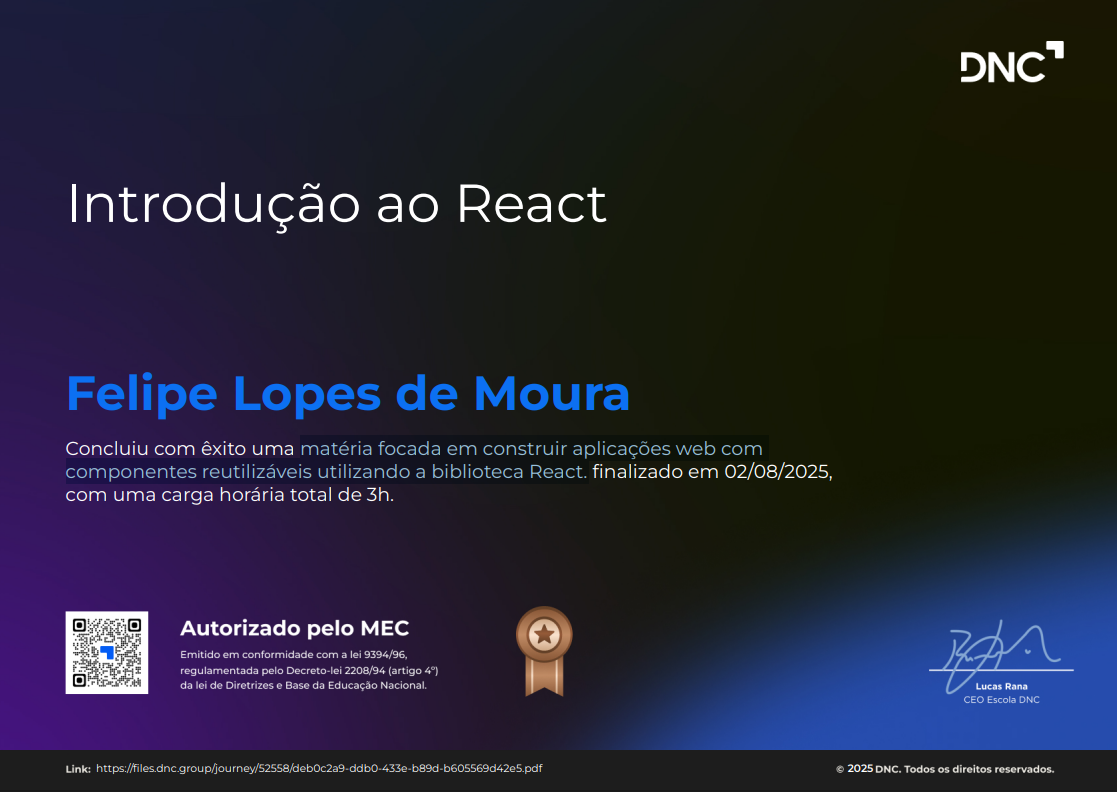 DNC
Introdução ao React
Felipe Lopes de Moura
Concluiu com êxito uma matéria focada em construir aplicações web com
componentes reutilizáveis utilizando a biblioteca React. finalizado em 02/08/2025,
com uma carga horária total de 3h.
Autorizado pelo MEC
Emitido em conformidade com a lei 9394/96,
regulamentada pelo Decreto-lei 2208/94 (artigo 4º)
da lei de Diretrizes e Base da Educação Nacional.
Lucas Rana
CEO Escola DNC
Link: https://files.dnc.group/journey/52558/deb0c2a9-ddb0-433e-b89d-b605569d42e5.pdf
© 2025 DNC. Todos os direitos reservados.